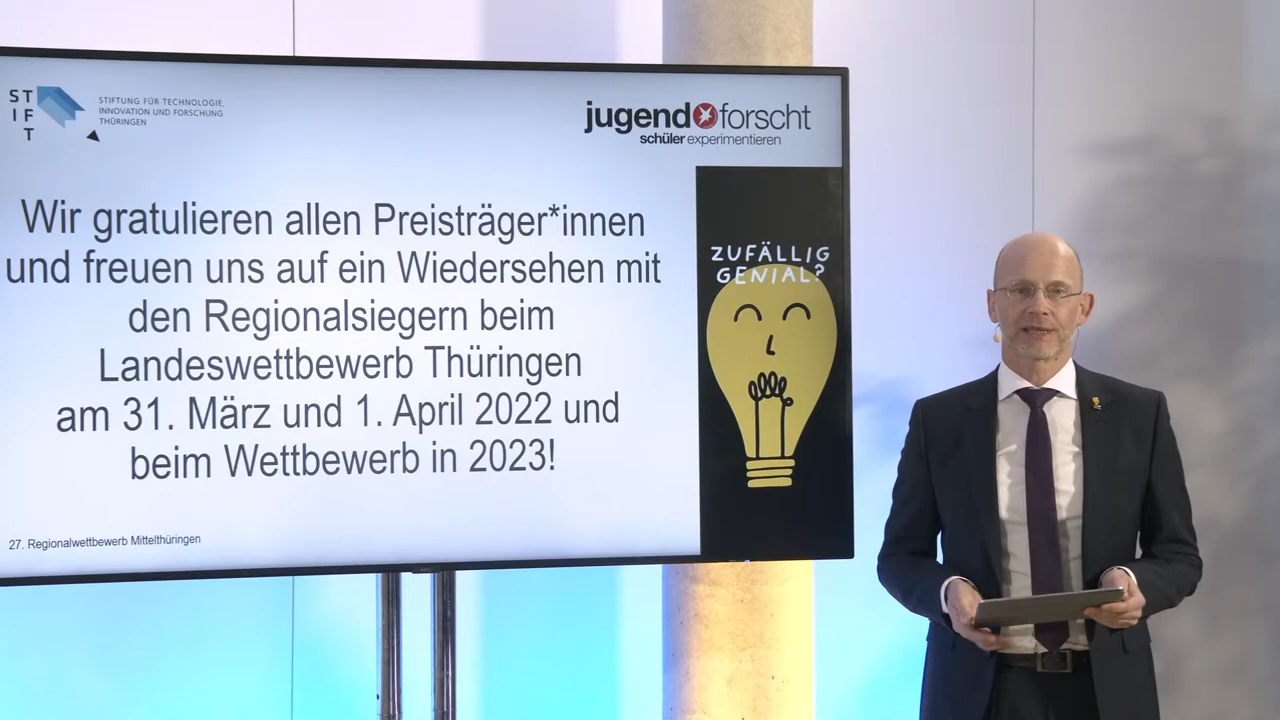 ST
IF
T
STIFTUNG FÜR TECHNOLOGIE,
INNOVATION UND FORSCHUNG
THÜRINGEN
jugend forscht
schüler experimentieren
Wir gratulieren allen Preisträger*innen
und freuen uns auf ein Wiedersehen mit
den Regionalsiegern beim
Landeswettbewerb Thüringen
am 31. März und 1. April 2022 und
beim Wettbewerb in 2023!
ZUFÄLLIG
GENIAL?
27. Regionalwettbewerb Mittelthüringen